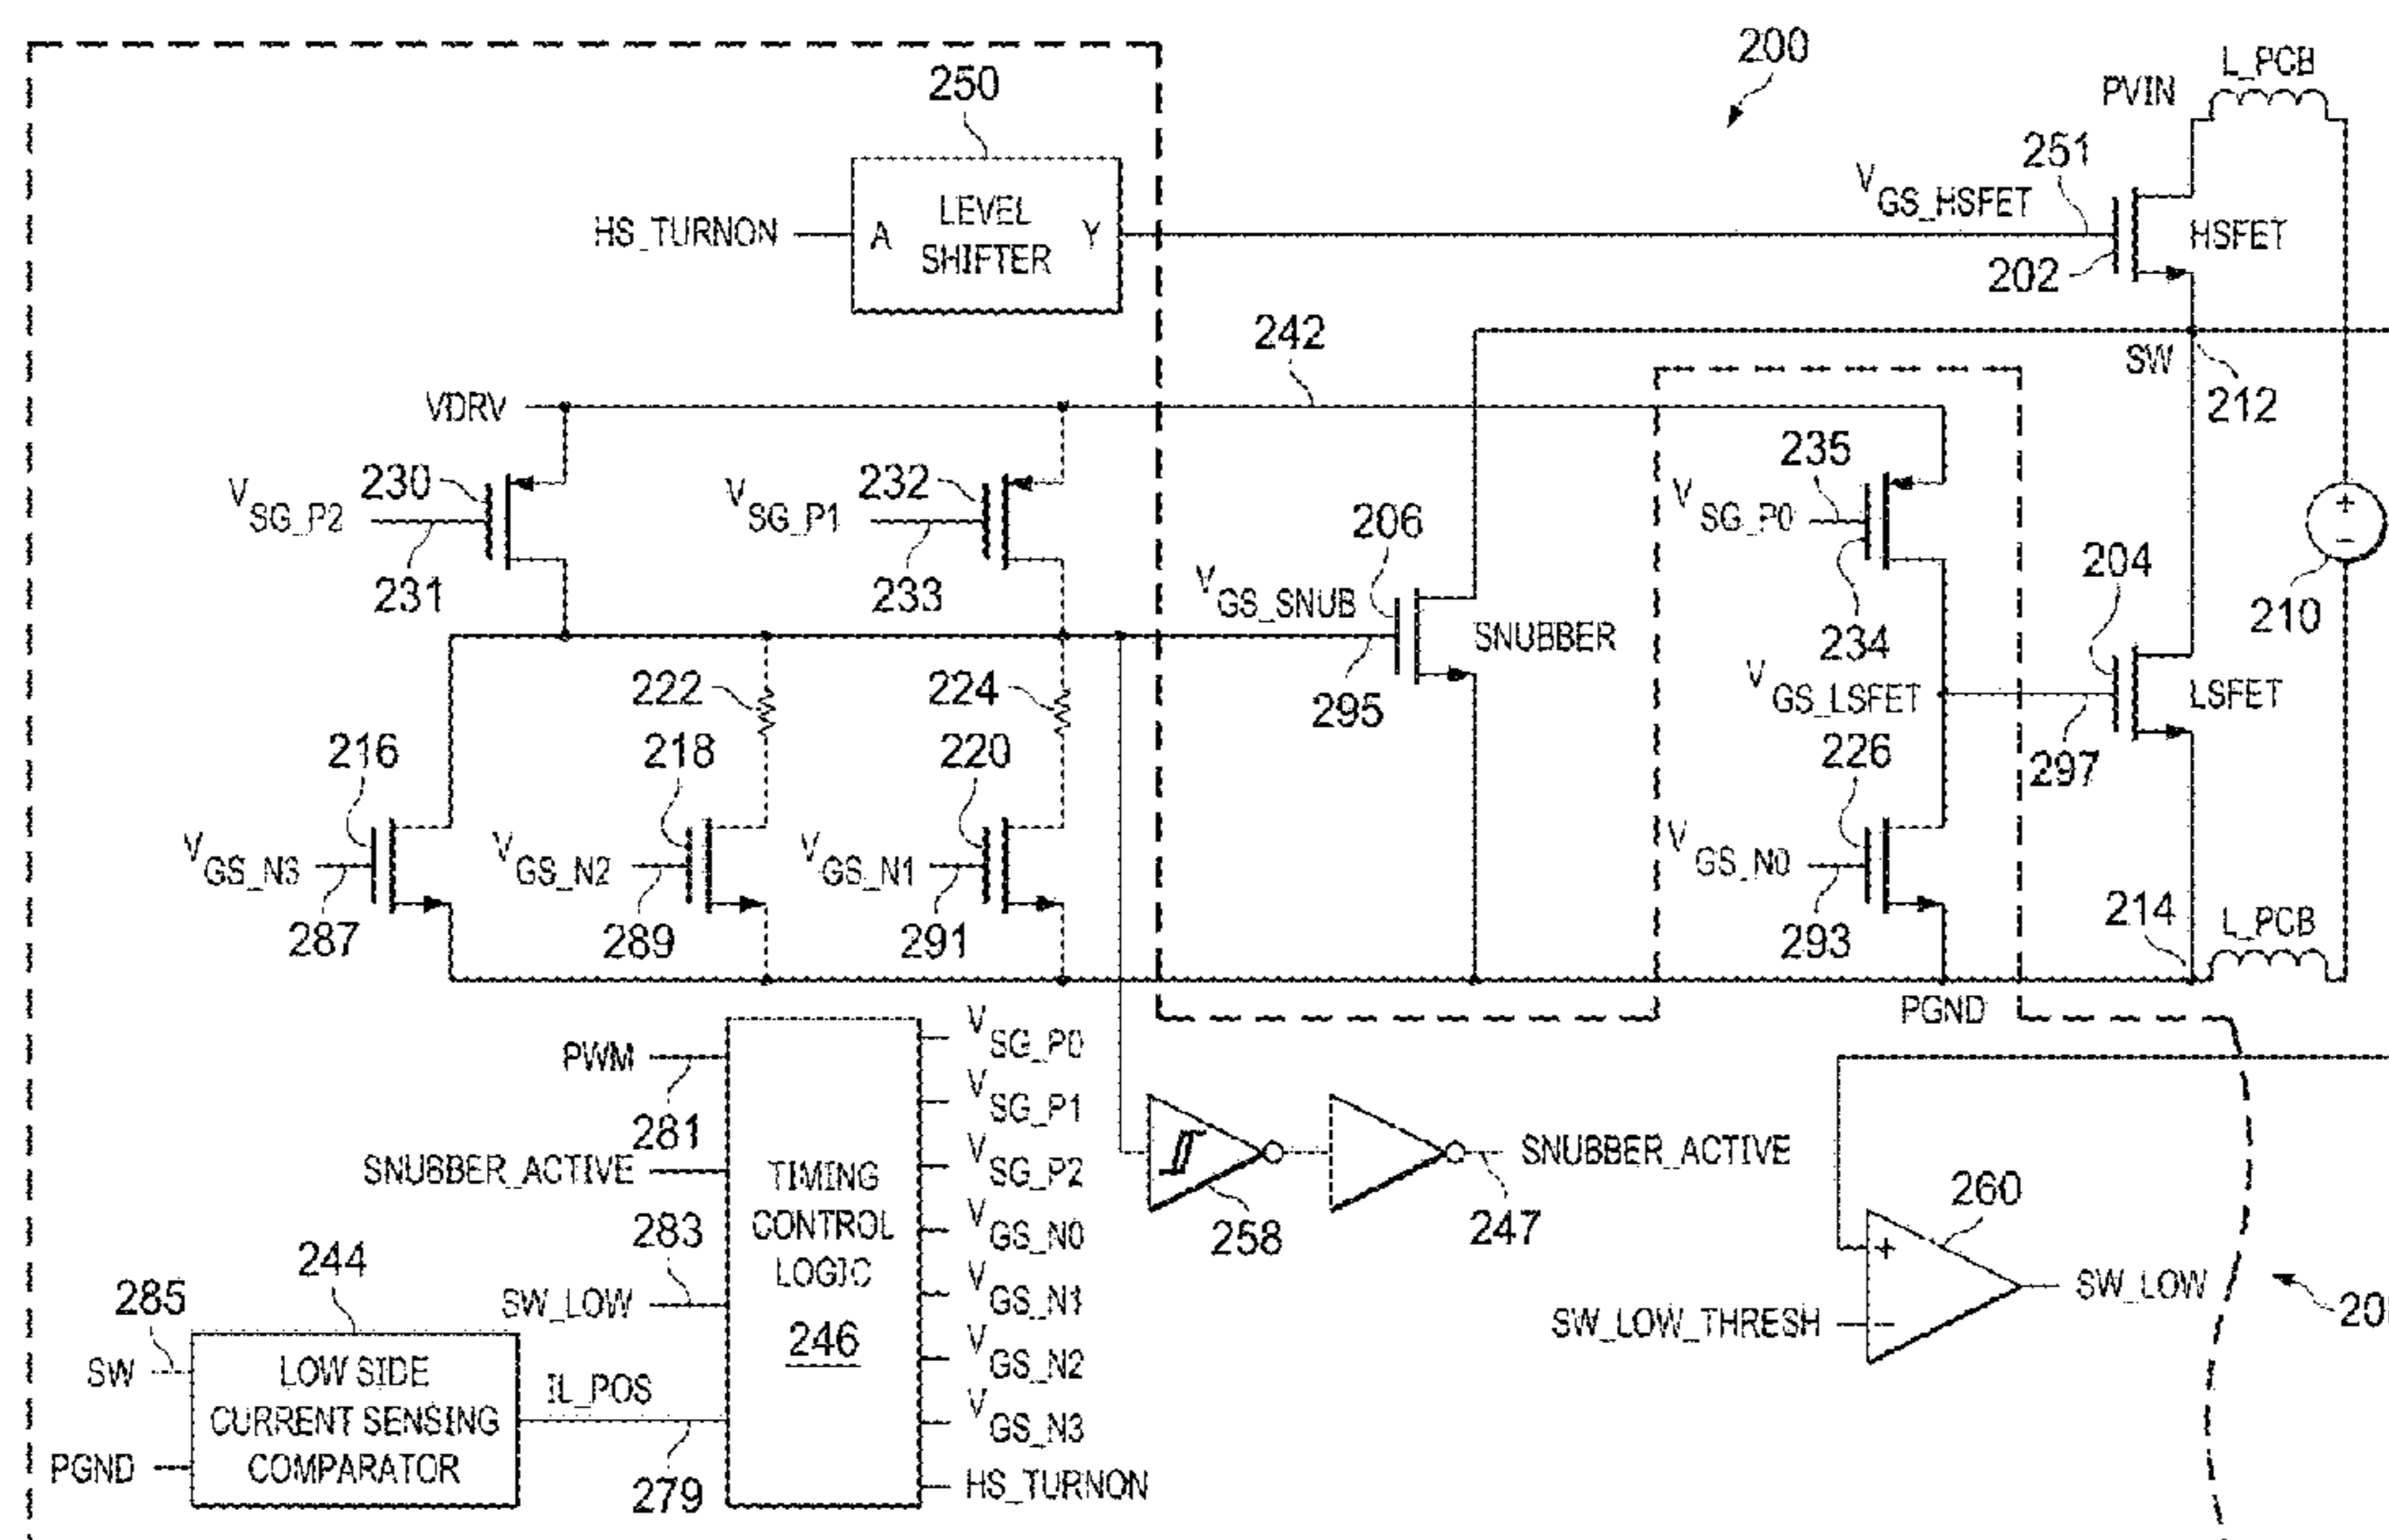 200
L_PCB
PVIN
250
251
LEVEL
SHIFTER
A
Y
HS_TURNON
V GS_HSFET
HSFET
202
242
SW
212
VDRV
235
230
232
V SG_P2
V SG_P1
V SG_P0
206
204
231
233
V GS_SNUB
234
+
-
210
SNUBBER
222
224
295
V GS_LSFET
LSFET
216
218
220
226
297
V GS_N3
V GS_N2
V GS_N1
V GS_N0
287
289
291
293
214
L_PCB
PGND
PWM
281
SNUBBER_ACTIVE
283
SW_LOW
TIMING
CONTROL
LOGIC
246
V SG_P0
V SG_P1
V SG_P2
V GS_N0
V GS_N1
V GS_N2
V GS_N3
HS_TURNON
258
247
SNUBBER_ACTIVE
260
+
SW_LOW
SW_LOW_THRESH
-
244
285
SW
PGND
LOW SIDE
CURRENT SENSING
COMPARATOR
IL_POS
279